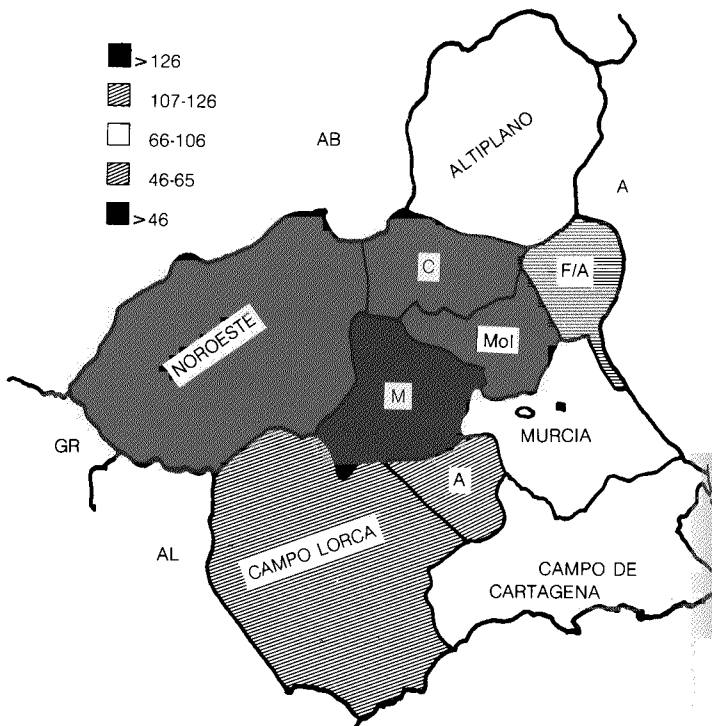 >126
107-126
66-106
46-65
>46
AB
ALTIPLANO
A
C
F/A
NOROESTE
Mol
M
GR
MURCIA
A
AL
CAMPO LORCA
CAMPO DE
CARTAGENA